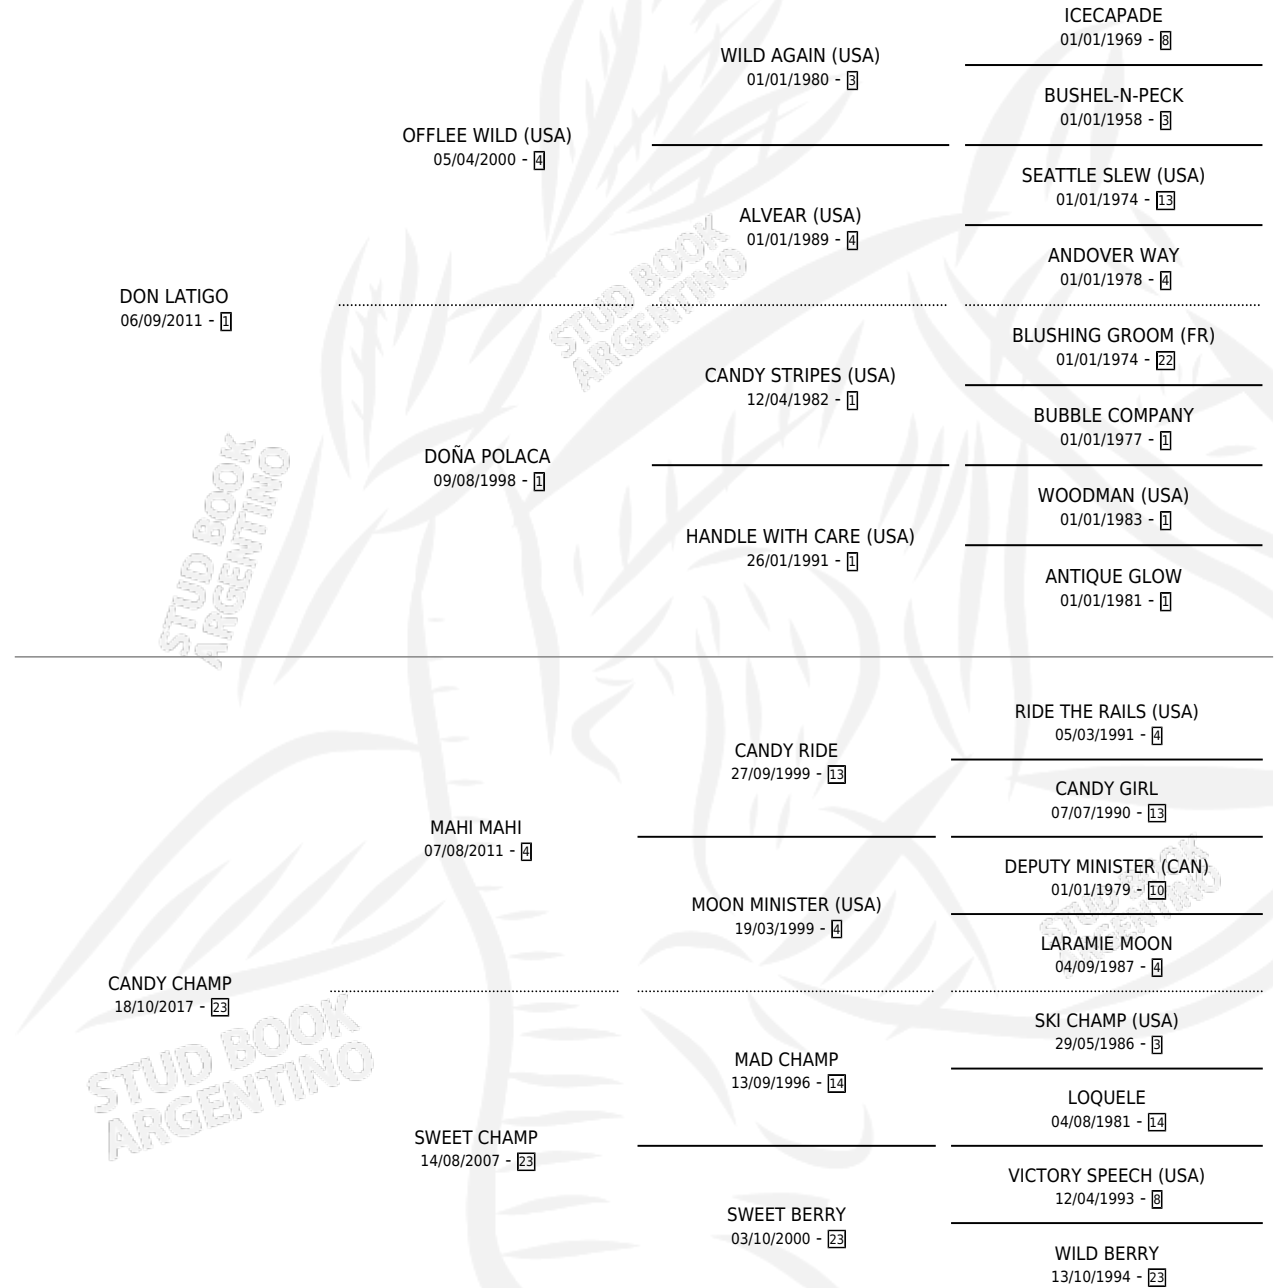 ICECAPADE
01/01/1969 - 8
WILD AGAIN (USA)
01/01/1980 - 3
BUSHEL-N-PECK
01/01/1958 - 3
OFFLEE WILD (USA)
05/04/2000 - 4
SEATTLE SLEW (USA)
01/01/1974 - 13
ALVEAR (USA)
01/01/1989 - 4
ANDOVER WAY
01/01/1978 - 4
STUD BOOK
ARGENTINO
DON LATIGO
06/09/2011 - 1
BLUSHING GROOM (FR)
01/01/1974 - 22
CANDY STRIPES (USA)
12/04/1982 - 1
BUBBLE COMPANY
01/01/1977 - 1
DOÑA POLACA
09/08/1998 - 1
WOODMAN (USA)
01/01/1983 - 1
HANDLE WITH CARE (USA)
26/01/1991 - 1
ANTIQUE GLOW
01/01/1981 - 1
STUD BOOK
ARGENTINO
RIDE THE RAILS (USA)
05/03/1991 - 4
CANDY RIDE
27/09/1999 - 13
CANDY GIRL
07/07/1990 - 13
MAHI MAHI
07/08/2011 - 4
DEPUTY MINISTER (CAN)
01/01/1979 - 10
MOON MINISTER (USA)
19/03/1999 - 4
LARAMIE MOON
04/09/1987 - 4
STUD BOOK
ARGENTINO
CANDY CHAMP
18/10/2017 - 23
SKI CHAMP (USA)
29/05/1986 - 3
MAD CHAMP
13/09/1996 - 14
LOQUELE
04/08/1981 - 14
STUD BOOK
ARGENTINO
SWEET CHAMP
14/08/2007 - 23
VICTORY SPEECH (USA)
12/04/1993 - 8
SWEET BERRY
03/10/2000 - 23
WILD BERRY
13/10/1994 - 23